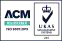 ACM
REGISTERED
ISO 9001:2015
UKAS
MANAGEMENT
SYSTEMS